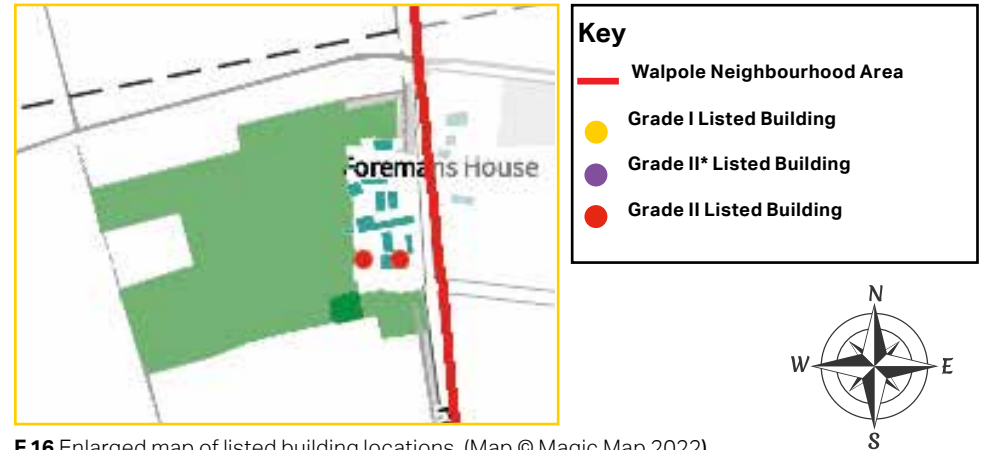 Foremans House
Key
Walpole Neighbourhood Area
Grade I Listed Building
Grade II* Listed Building
Grade II Listed Building
N
W
E
S
F.16 Enlarged map of listed building locations. (Map © Magic Map 2022)